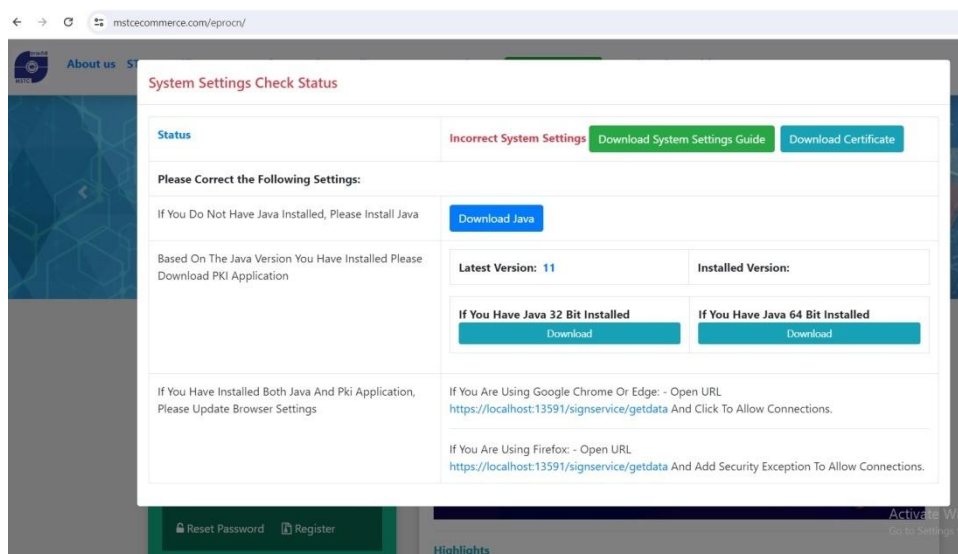 mstcecommerce.com/eprocn/
MSTC
About us
System Settings Check Status
Status
Incorrect System Settings
Download System Settings Guide
Download Certificate
Please Correct the Following Settings:
If You Do Not Have Java Installed, Please Install Java
Download Java
Based On The Java Version You Have Installed Please
Download PKI Application
Latest Version: 11
Installed Version:
If You Have Java 32 Bit Installed
Download
If You Have Java 64 Bit Installed
Download
If You Have Installed Both Java And Pki Application,
Please Update Browser Settings
If You Are Using Google Chrome Or Edge: - Open URL
https://localhost:13591/signservice/getdata And Click To Allow Connections.
If You Are Using Firefox: - Open URL
https://localhost:13591/signservice/getdata And Add Security Exception To Allow Connections.
Reset Password
Register
Highlights
Activate W
Go to Settings